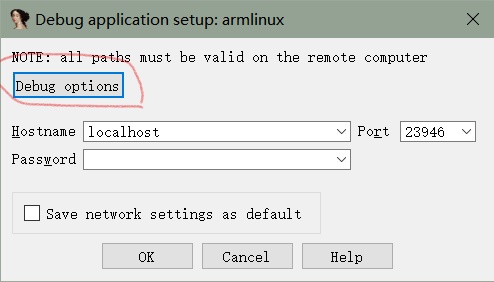 Debug application setup: armlinux
NOTE: all paths must be valid on the remote computer
Debug options
Hostname localhost Port 23946
Password
Save network settings as default
OK Cancel Help